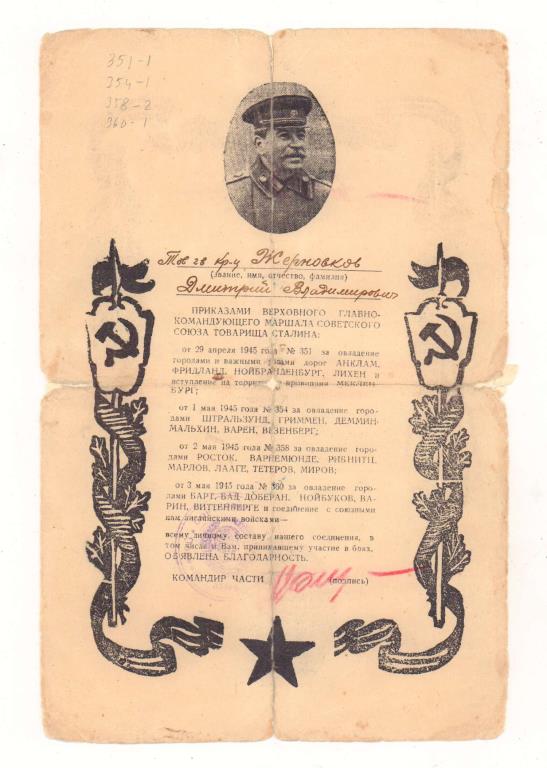 351-1
354-1
358-2
360-1
Тов гв кр-у Жерновков
(звание, имя, отчество, фамилия)
Дмитрий Владимирович
ПРИКАЗАМИ ВЕРХОВНОГО ГЛАВНО-
КОМАНДУЮЩЕГО МАРШАЛА СОВЕТСКОГО
СОЮЗА ТОВАРИЩА СТАЛИНА:
от 29 апреля 1945 года № 351 за овладение
городами и важными узлами дорог АНКЛАМ,
ФРИДЛАНД, НОЙБРАНДЕНБУРГ, ЛИХЕН и
вступление на территорию провинции МЕКЛЕН
БУРГ;
от 1 мая 1945 года № 354 за овладение горо-
дами ШТРАЛЬЗУНД, ГРИММЕН, ДЕММИН-
МАЛЬХИН, ВАРЕН, ВЕЗЕНБЕРГ;
от 2 мая 1945 года № 358 за овладение горо-
дами РОСТОК, ВАРНЕМЮНДЕ, РИБНИТЦ,
МАРЛОВ, ЛААГЕ, ТЕТЕРОВ, МИРОВ;
от 3 мая 1945 года № 360 за овладение горо-
дами БАРТ, БАД-ДОБЕРАН, НОЙБУКОВ, ВА-
РИН, ВИТТЕНБЕРГЕ и соединение с союзными
нам английскими войсками—
всему личному составу нашего соединения, в
том числе и Вам, принимавшему участие в боях,
ОБЪЯВЛЕНА БЛАГОДАРНОСТЬ.
КОМАНДИР ЧАСТИ (подпись)